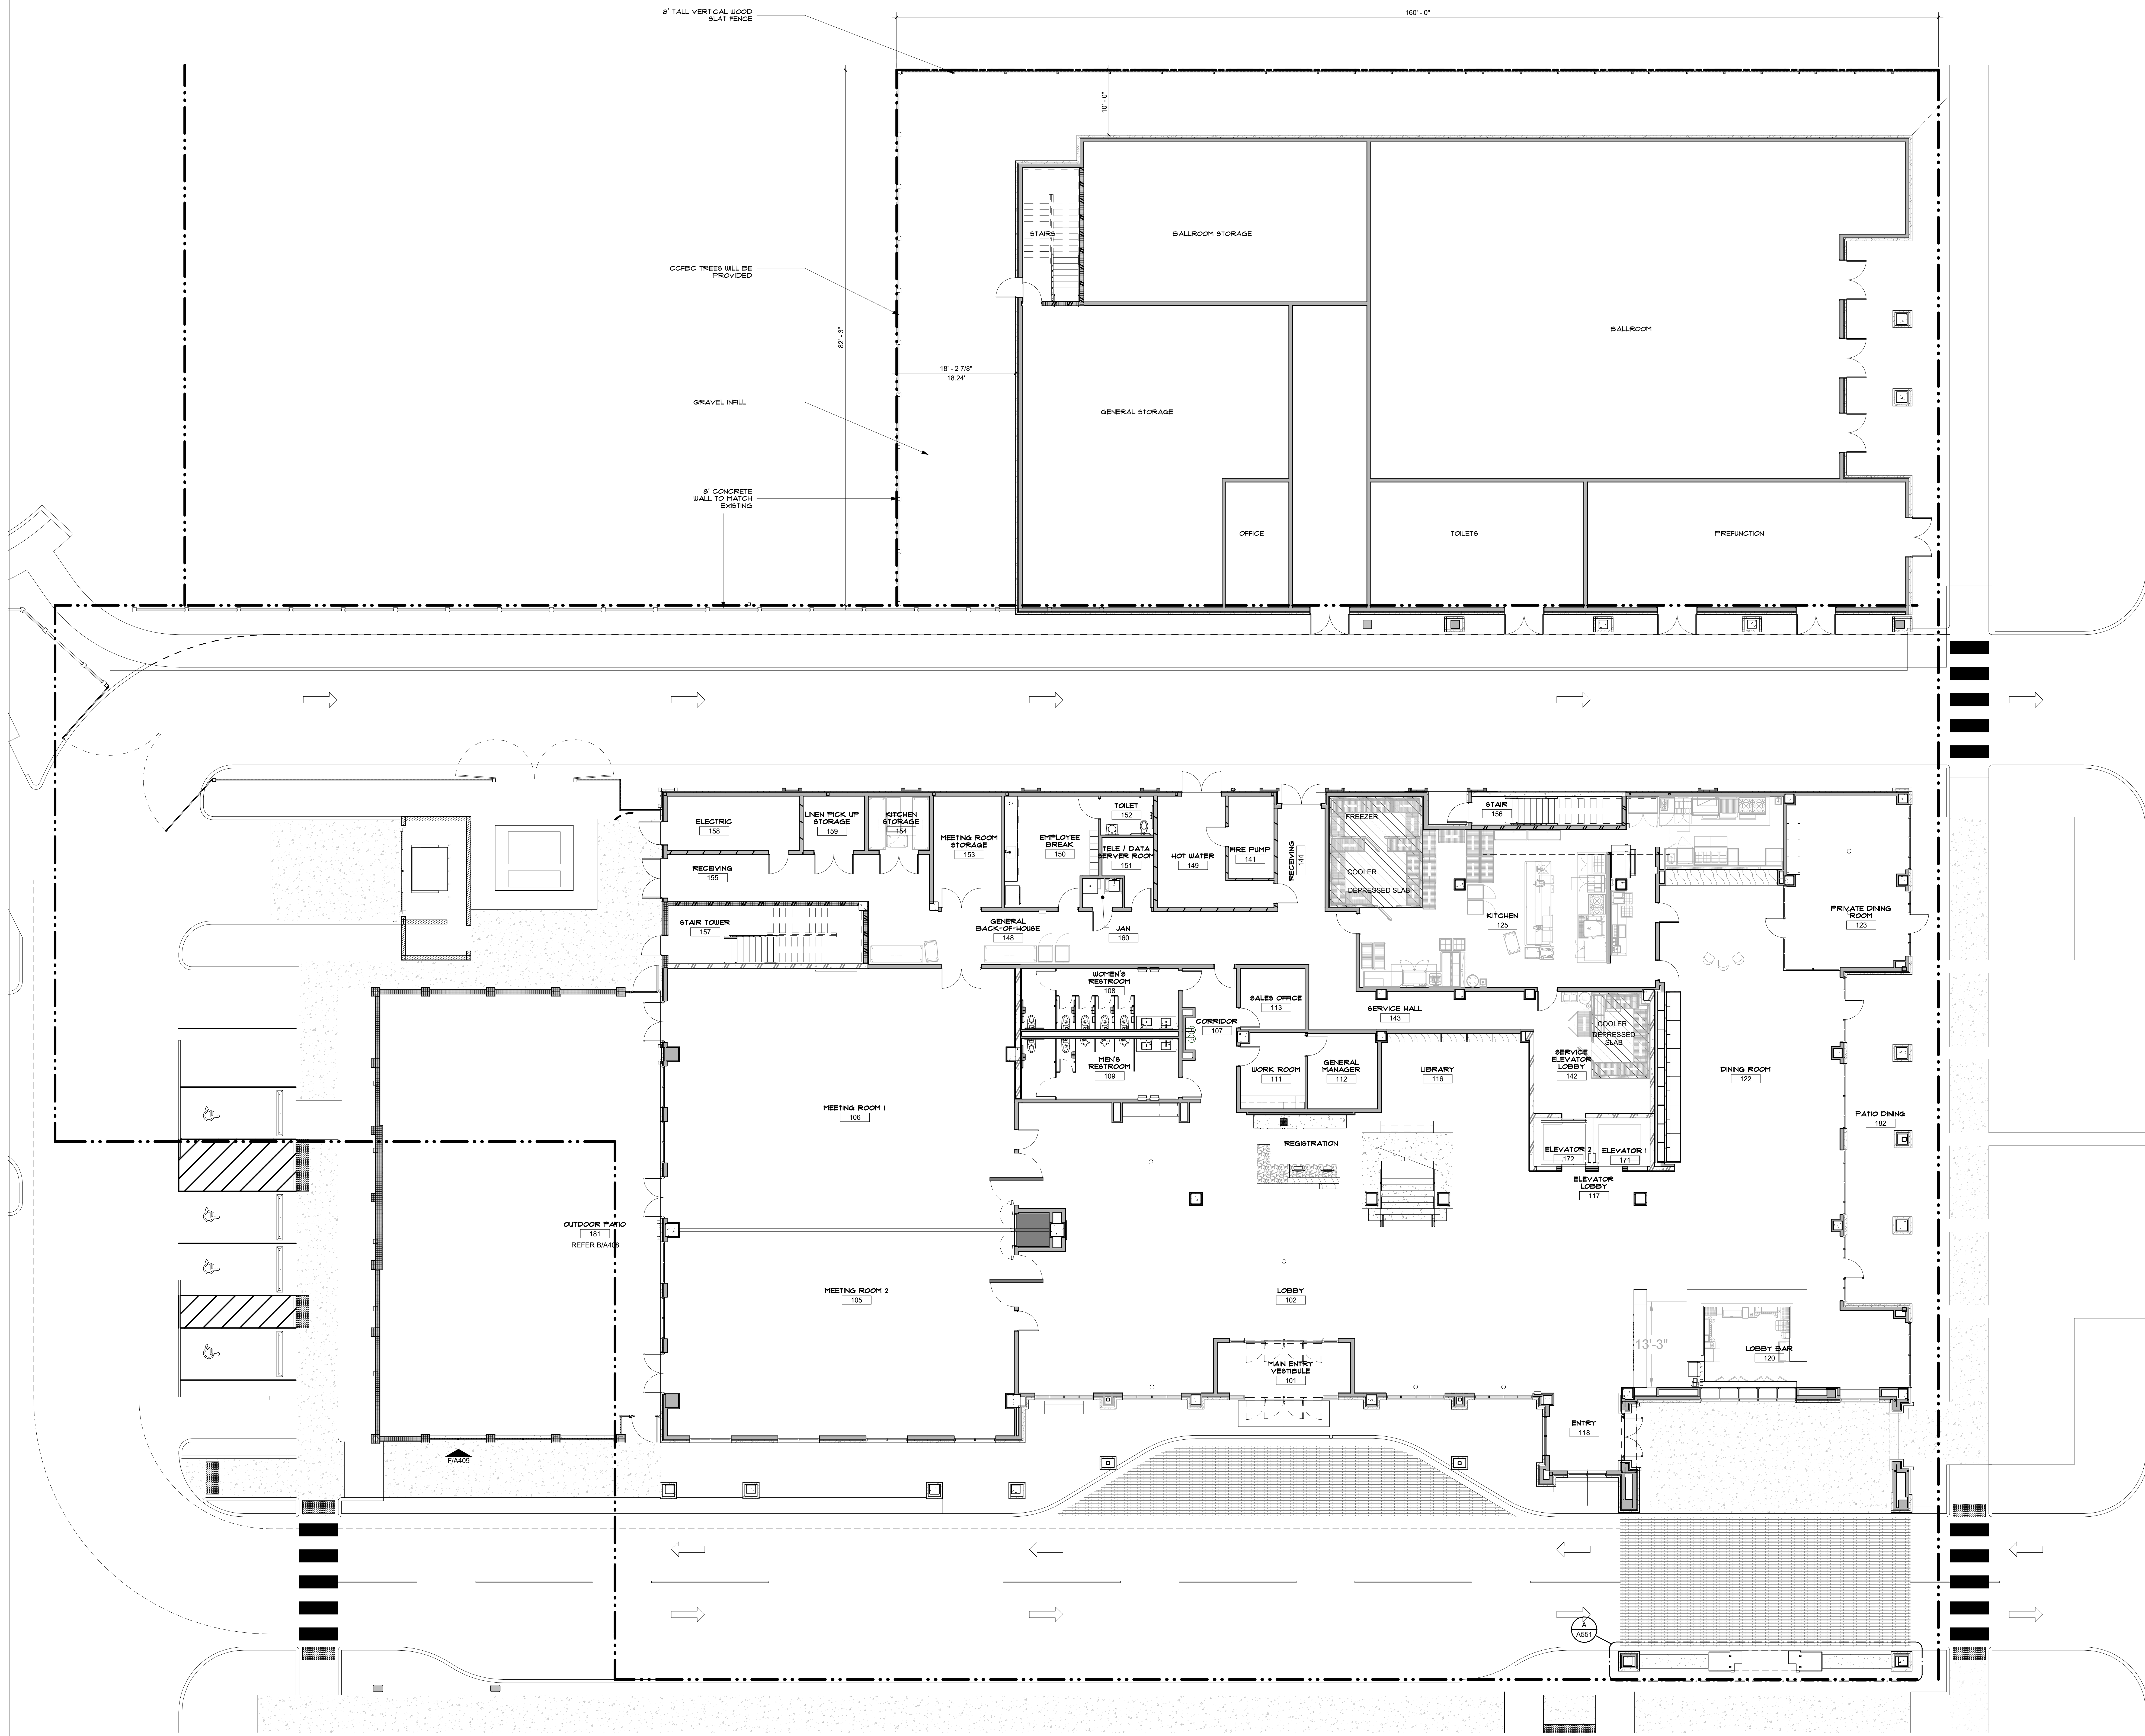 8' TALL VERTICAL WOOD
SLAT FENCE
160' - 0"
10' - 0"
STAIRS
BALLROOM STORAGE
CCFBC TREES WILL BE
PROVIDED
82' - 3"
BALLROOM
18' - 2 7/8"
18.24'
GRAVEL INFILL
GENERAL STORAGE
8' CONCRETE
WALL TO MATCH
EXISTING
OFFICE
TOILETS
PREFUNCTION
ELECTRIC
158
LINEN PICK UP
STORAGE
159
KITCHEN
STORAGE
154
MEETING ROOM
STORAGE
153
EMPLOYEE
BREAK
150
TOILET
152
TELE / DATA
SERVER ROOM
151
HOT WATER
149
FIRE PUMP
141
RECEIVING
144
FREEZER
COOLER
DEPRESSED SLAB
STAIR
156
RECEIVING
155
STAIR TOWER
157
GENERAL
BACK-OF-HOUSE
148
JAN
160
KITCHEN
125
PRIVATE DINING
ROOM
123
WOMEN'S
RESTROOM
108
SALES OFFICE
113
CORRIDOR
107
SERVICE HALL
143
COOLER
DEPRESSED
SLAB
MEN'S
RESTROOM
109
WORK ROOM
111
GENERAL
MANAGER
112
LIBRARY
116
SERVICE
ELEVATOR
LOBBY
142
DINING ROOM
122
MEETING ROOM 1
106
PATIO DINING
182
REGISTRATION
ELEVATOR 2
172
ELEVATOR 1
171
ELEVATOR
LOBBY
117
OUTDOOR PATIO
181
REFER B/A408
MEETING ROOM 2
105
LOBBY
102
13'-3"
LOBBY BAR
120
MAIN ENTRY
VESTIBULE
101
ENTRY
118
F/A409
A
A551